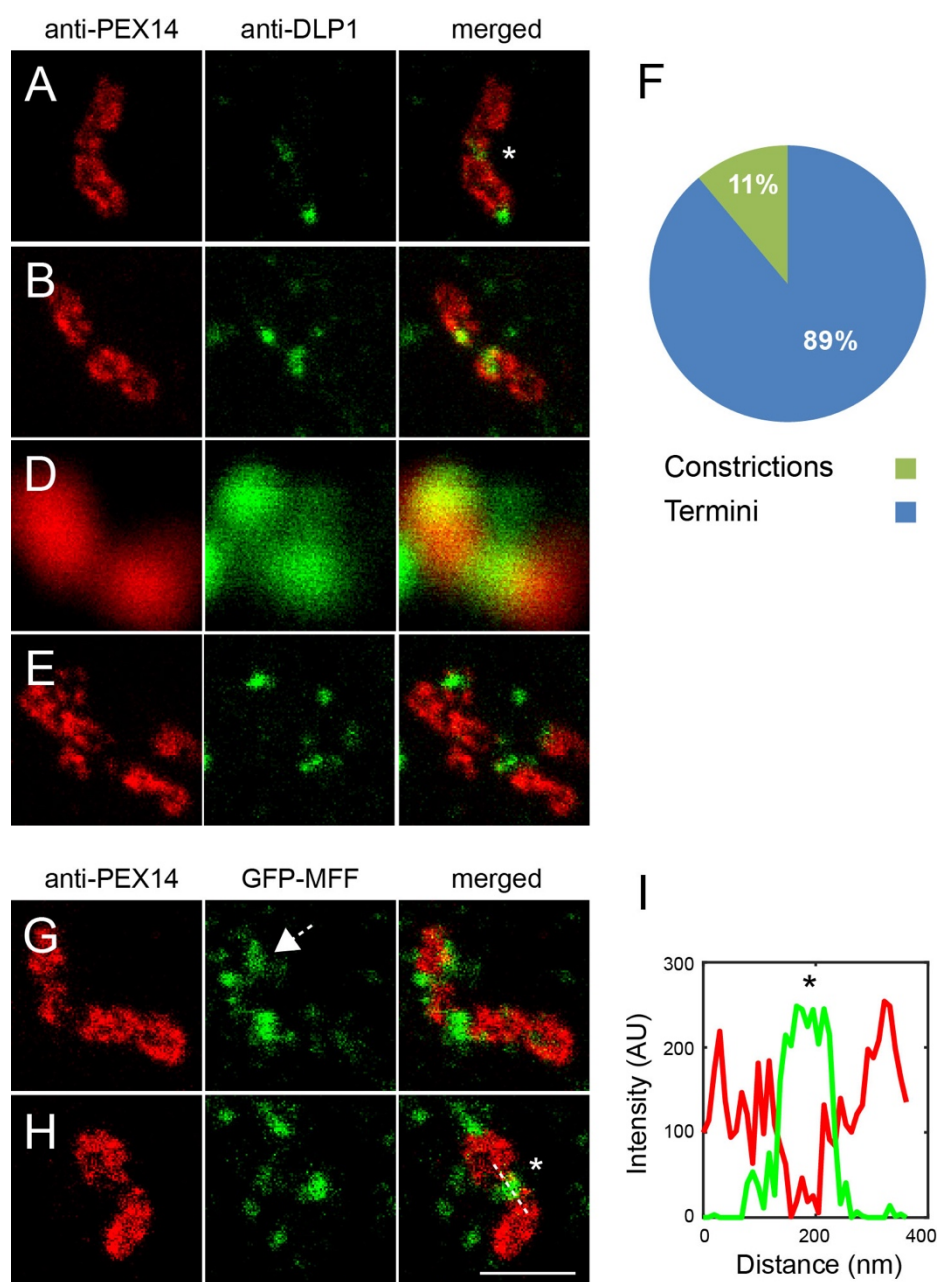 anti-PEX14 anti-DLP1 merged
A
*
B
D
E
F
11%
89%
Constrictions
Termini
anti-PEX14 GFP-MFF merged
G
H
*
I
*
300
200
100
0
0 200 400
Intensity (AU)
Distance (nm)